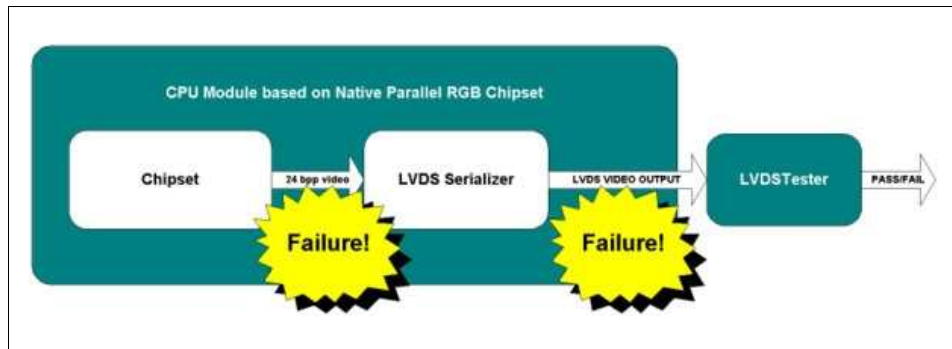 CPU Module based on Native Parallel RGB Chipset
Chipset
24 bpp video
LVDS Serializer
LVDS VIDEO OUTPUT
LVDSTester
PASS/FAIL
Failure!
Failure!